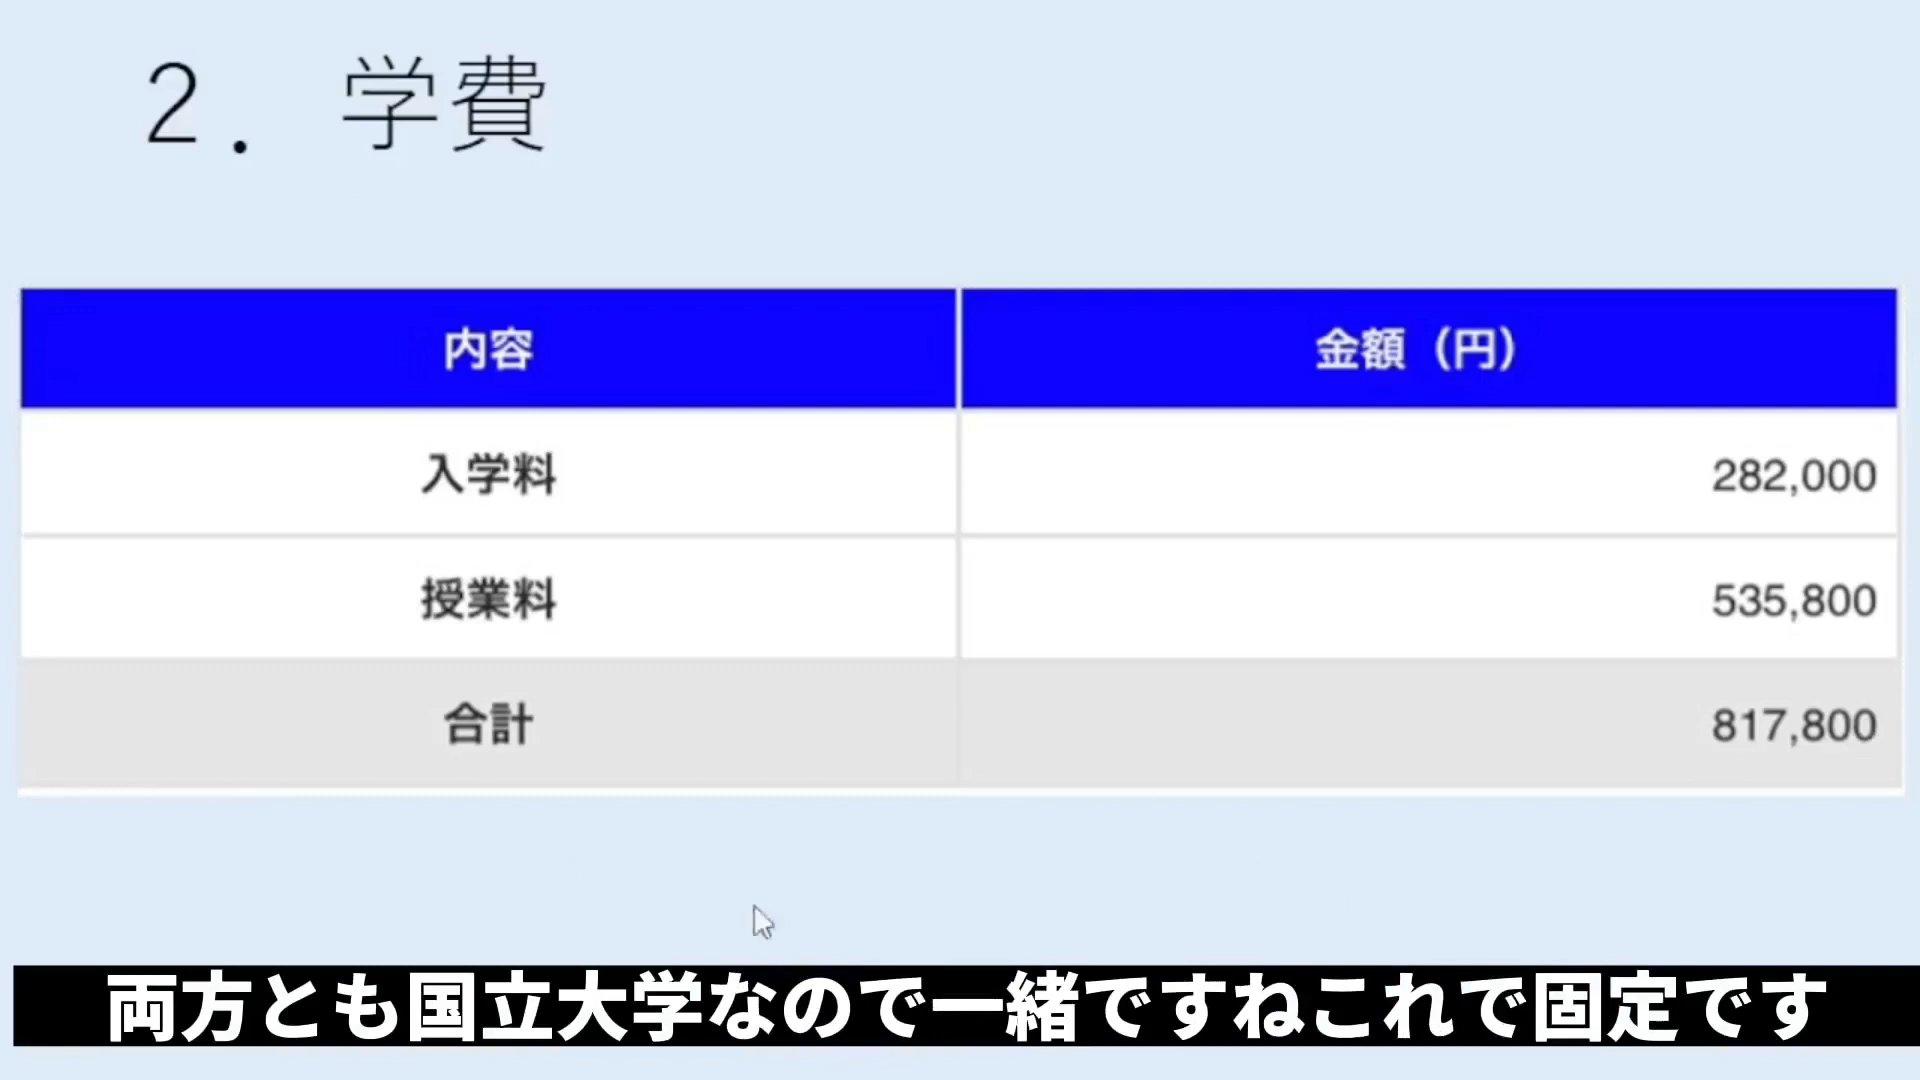 ２．学費
内容 金額（円）
入学料 282,000
授業料 535,800
合計 817,800
両方とも国立大学なので一緒ですねこれで固定です